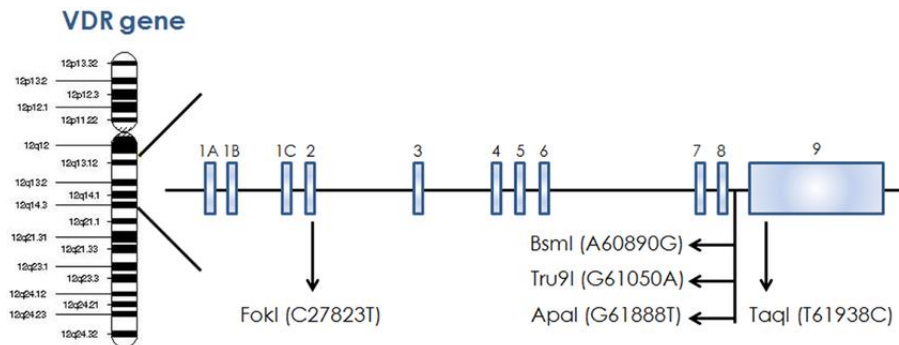 VDR gene
12p13.32
12p13.2
12p12.3
12p12.1
12p11.22
12q12
12q13.12
12q13.2
12q14.1
12q14.3
12q21.1
12q21.31
12q21.33
12q23.1
12q23.3
12q24.12
12q24.21
12q24.23
12q24.32
1A 1B 1C 2 3 4 5 6 7 8 9
BsmI (A60890G)
Tru9I (G61050A)
FokI (C27823T) ApaI (G61888T) TaqI (T61938C)